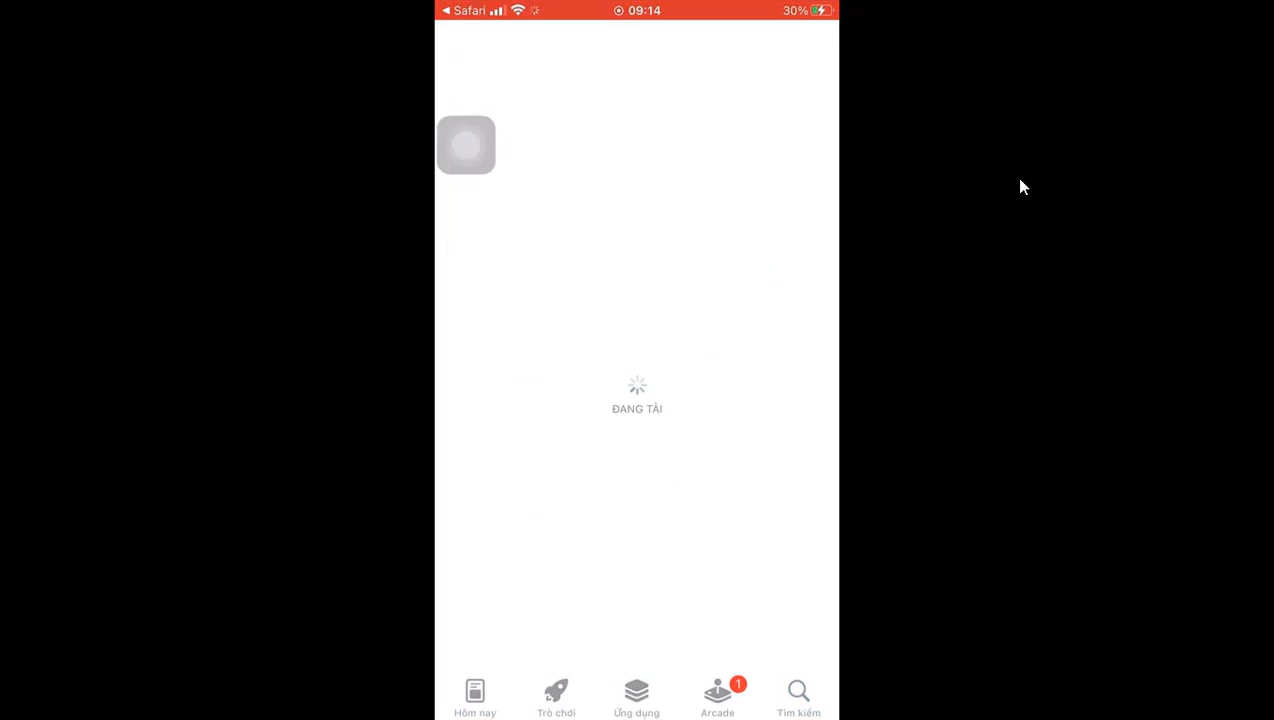 ◀ Safari 09:14 30%
ĐANG TẢI
1
Hôm nay Trò chơi Ứng dụng Arcade Tìm kiếm